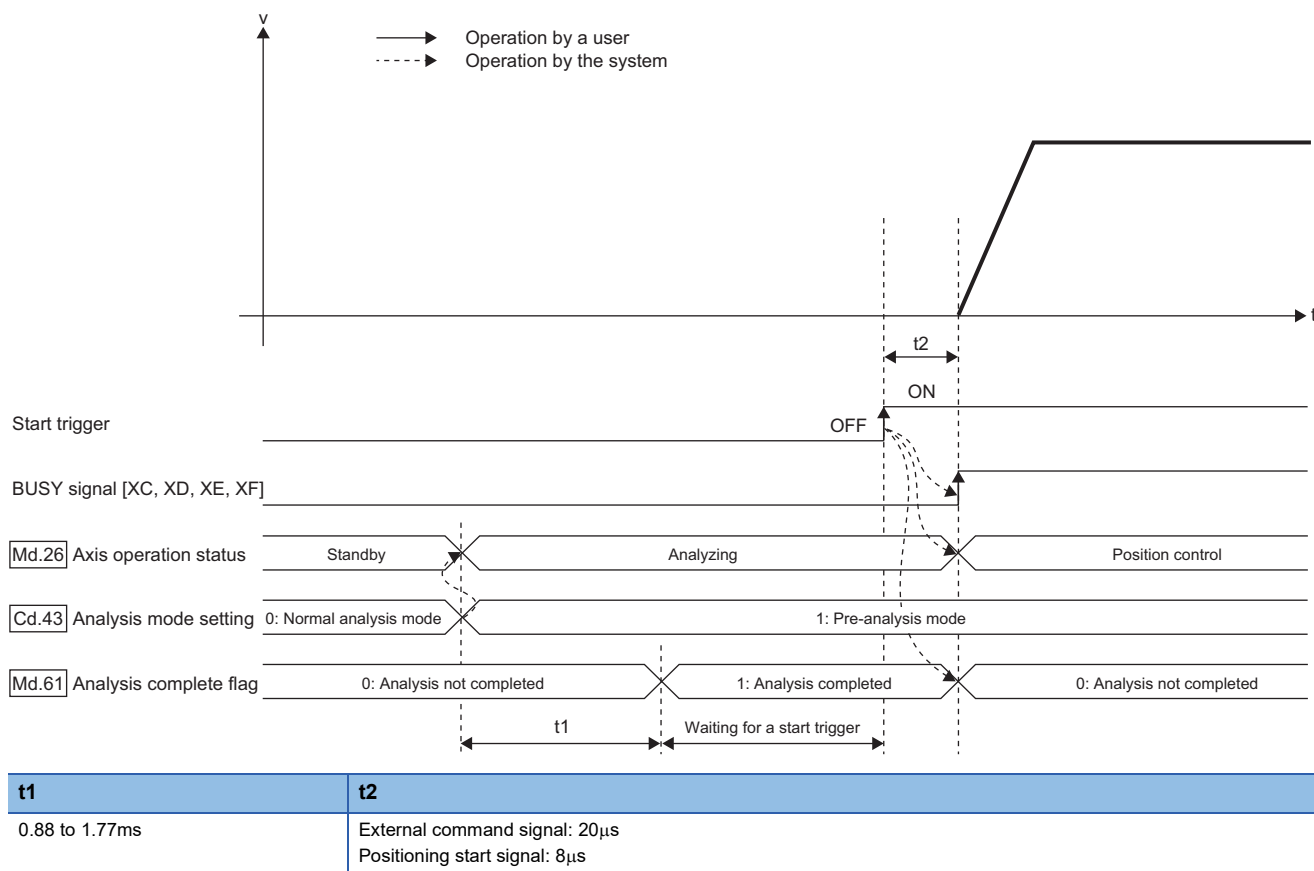 v
Operation by a user
Operation by the system
t
t2
ON
Start trigger
OFF
BUSY signal [XC, XD, XE, XF]
Md.26 Axis operation status
Standby
Analyzing
Position control
Cd.43 Analysis mode setting
0: Normal analysis mode
1: Pre-analysis mode
Md.61 Analysis complete flag
0: Analysis not completed
1: Analysis completed
0: Analysis not completed
t1
Waiting for a start trigger
t1
t2
0.88 to 1.77ms
External command signal: 20μs
Positioning start signal: 8μs